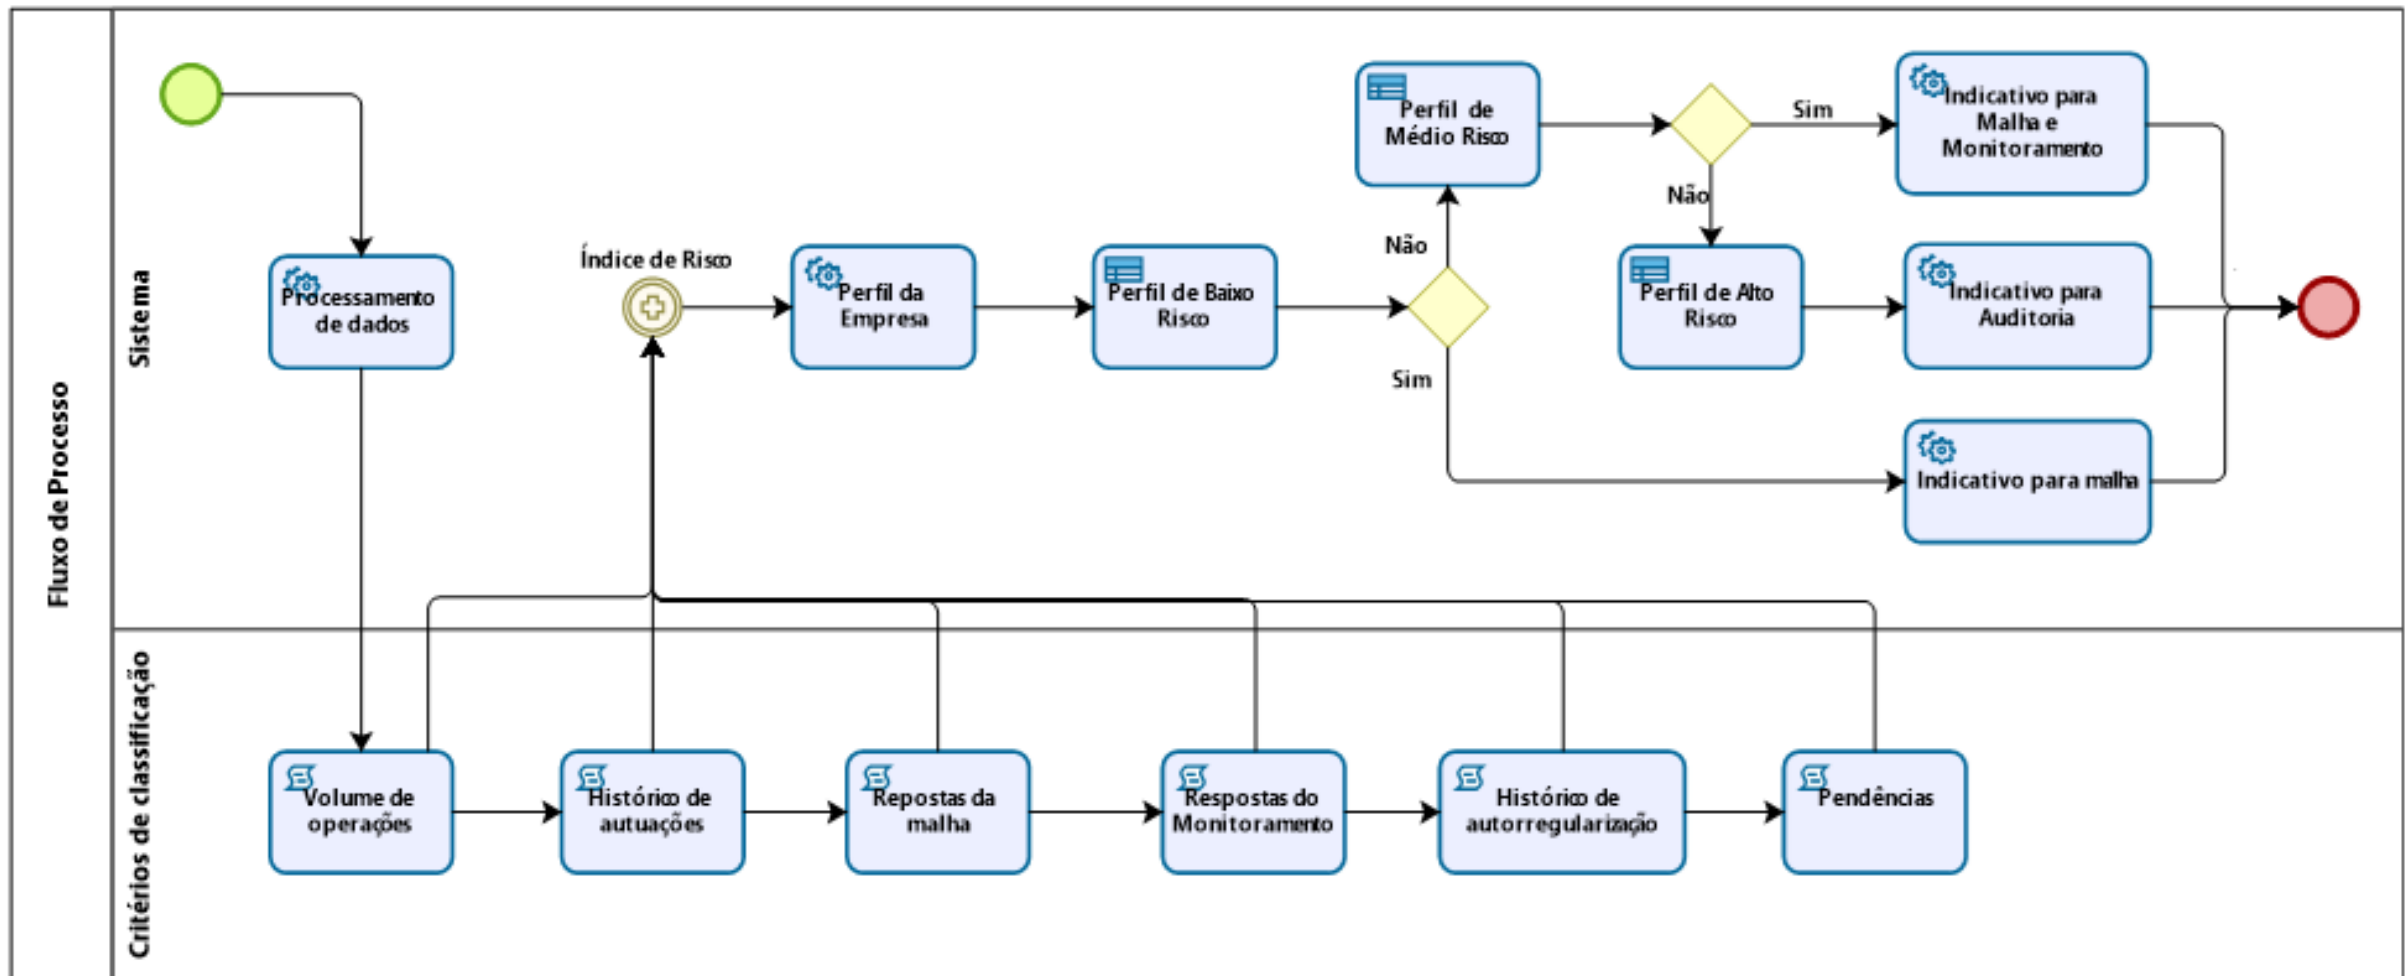 Fluxo de Processo
Sistema
Processamento
de dados
Índice de Risco
Perfil da
Empresa
Perfil de Baixo
Risco
Não
Sim
Perfil de
Médio Risco
Sim
Não
Perfil de Alto
Risco
Indicativo para
Malha e
Monitoramento
Indicativo para
Auditoria
Indicativo para malha
Critérios de classificação
Volume de
operações
Histórico de
autuações
Repostas da
malha
Respostas do
Monitoramento
Histórico de
autorregularização
Pendências